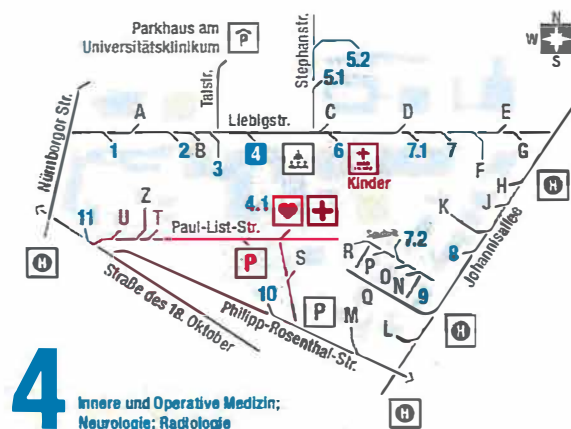 Parkhaus am
Universitätsklinikum
P
Stephanstr.
5.2
5.1
N
W
S
Talstr.
Nürnberger Str.
A
Liebigstr.
C
D
E
1
2
B
3
4
6
7.1
7
F
G
Kinder
H
J
H
K
Johannisallee
Z
4.1
11
U
T
Paul-List-Str.
7.2
8
H
P
S
R
P
O
N
9
Q
10
P
M
L
H
Straße des 18. Oktober
Philipp-Rosenthal-Str.
H
4
Innere und Operative Medizin;
Neurologie; Radiologie